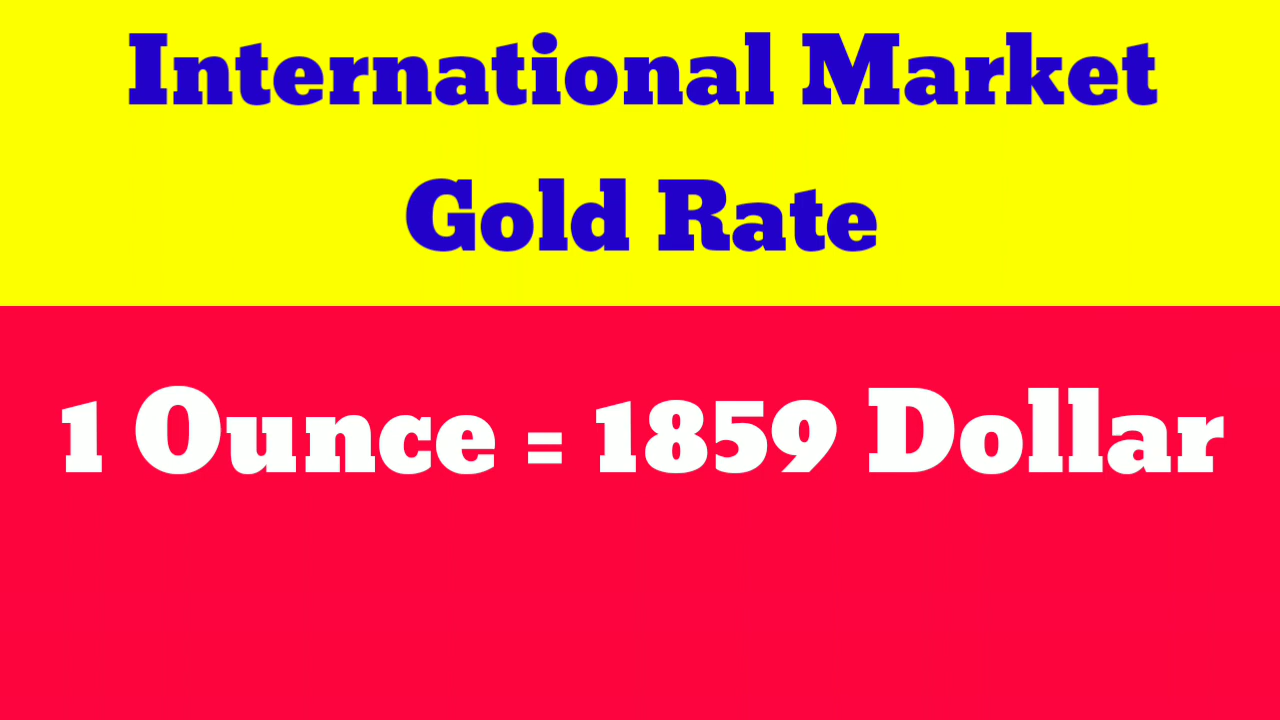 International Market
Gold Rate
1 Ounce = 1859 Dollar